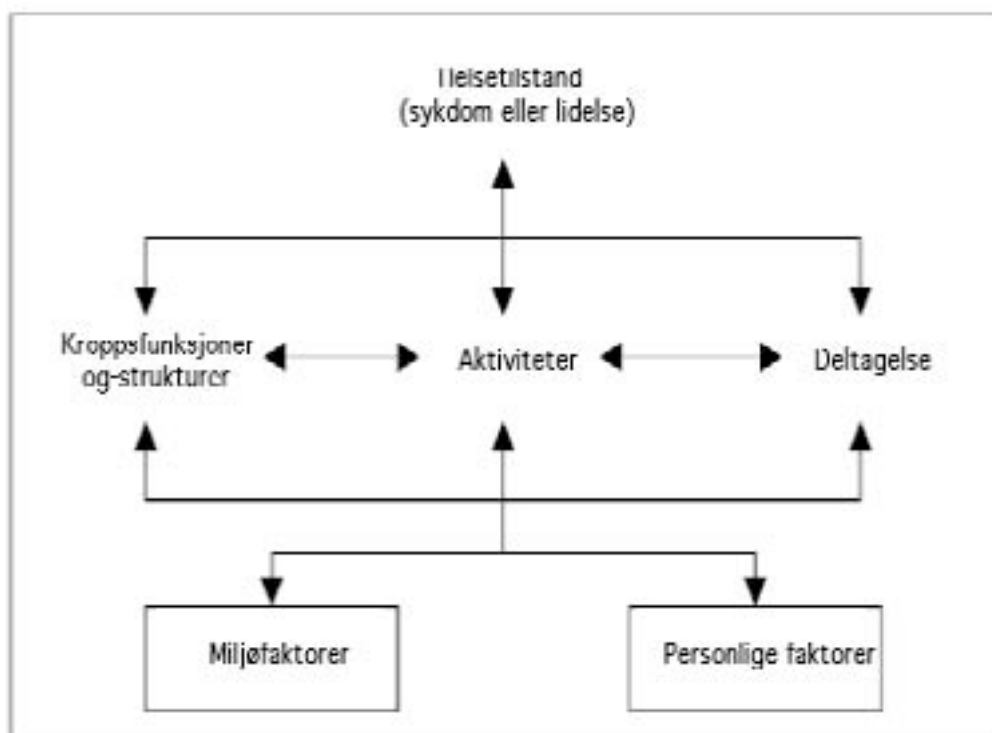 Helsetilstand
(sykdom eller lidelse)
Kroppsfunksjoner
og-strukturer
Aktiviteter
Deltagelse
Miljøfaktorer
Personlige faktorer